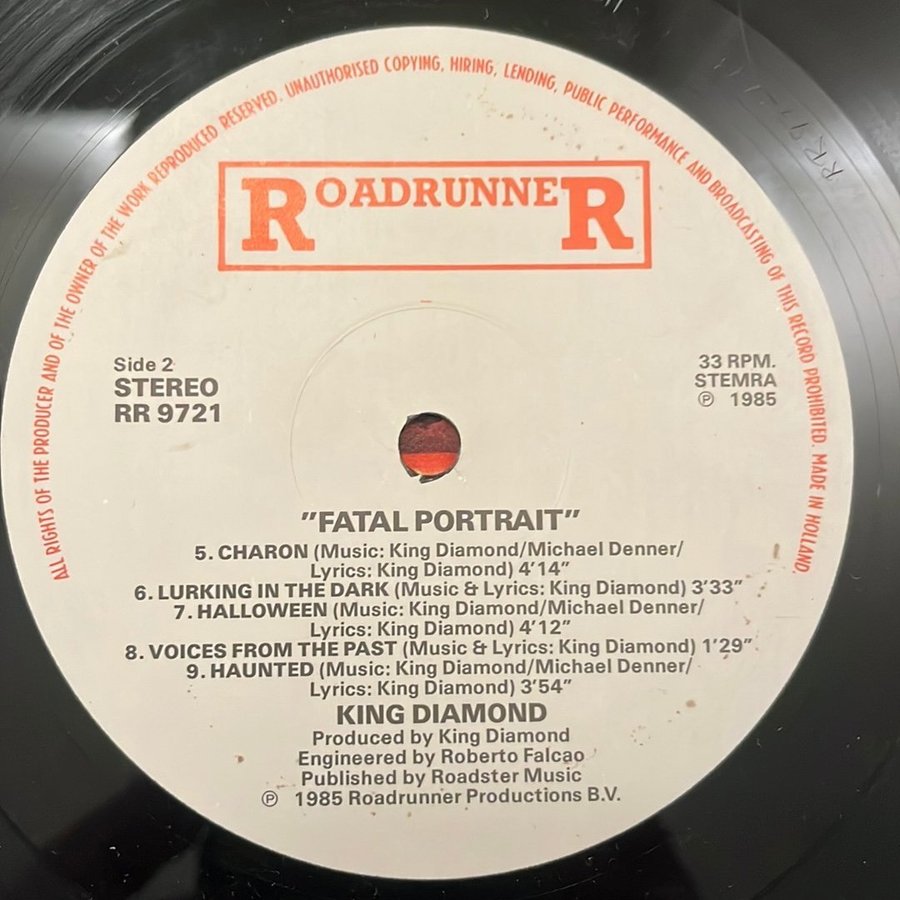 ALL RIGHTS OF THE PRODUCER AND OF THE OWNER OF THE WORK REPRODUCED RESERVED. UNAUTHORISED COPYING, HIRING, LENDING, PUBLIC PERFORMANCE AND BROADCASTING OF THIS RECORD PROHIBITED. MADE IN HOLLAND.
ROADRUNNER
Side 2
STEREO
RR 9721
33 RPM.
STEMRA
℗ 1985
"FATAL PORTRAIT"
5. CHARON (Music: King Diamond/Michael Denner/
Lyrics: King Diamond) 4'14"
6. LURKING IN THE DARK (Music & Lyrics: King Diamond) 3'33"
7. HALLOWEEN (Music: King Diamond/Michael Denner/
Lyrics: King Diamond) 4'12"
8. VOICES FROM THE PAST (Music & Lyrics: King Diamond) 1'29"
9. HAUNTED (Music: King Diamond/Michael Denner/
Lyrics: King Diamond) 3'54"
KING DIAMOND
Produced by King Diamond
Engineered by Roberto Falcao
Published by Roadster Music
℗ 1985 Roadrunner Productions B.V.